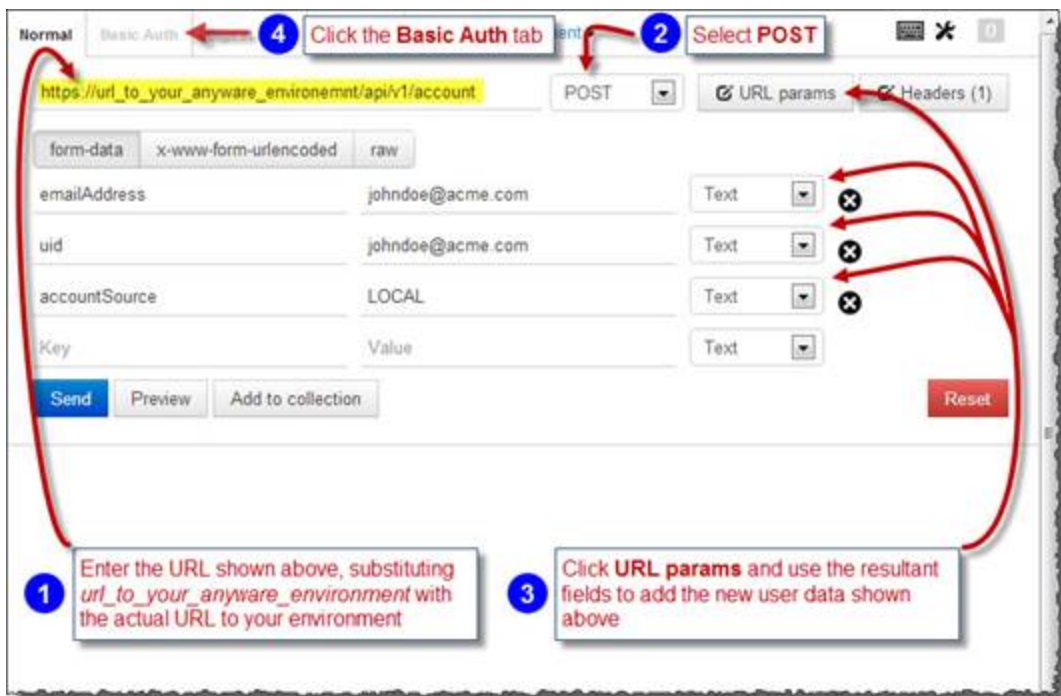 Normal Basic Auth 4 Click the Basic Auth tab 2 Select POST 0
https://url_to_your_anyware_environemnt/api/v1/account POST URL params Headers (1)
form-data x-www-form-urlencoded raw
emailAddress johndoe@acme.com Text
uid johndoe@acme.com Text
accountSource LOCAL Text
Key Value Text
Send Preview Add to collection Reset
1
Enter the URL shown above, substituting
url_to_your_anyware_environment with
the actual URL to your environment
3
Click URL params and use the resultant
fields to add the new user data shown
above